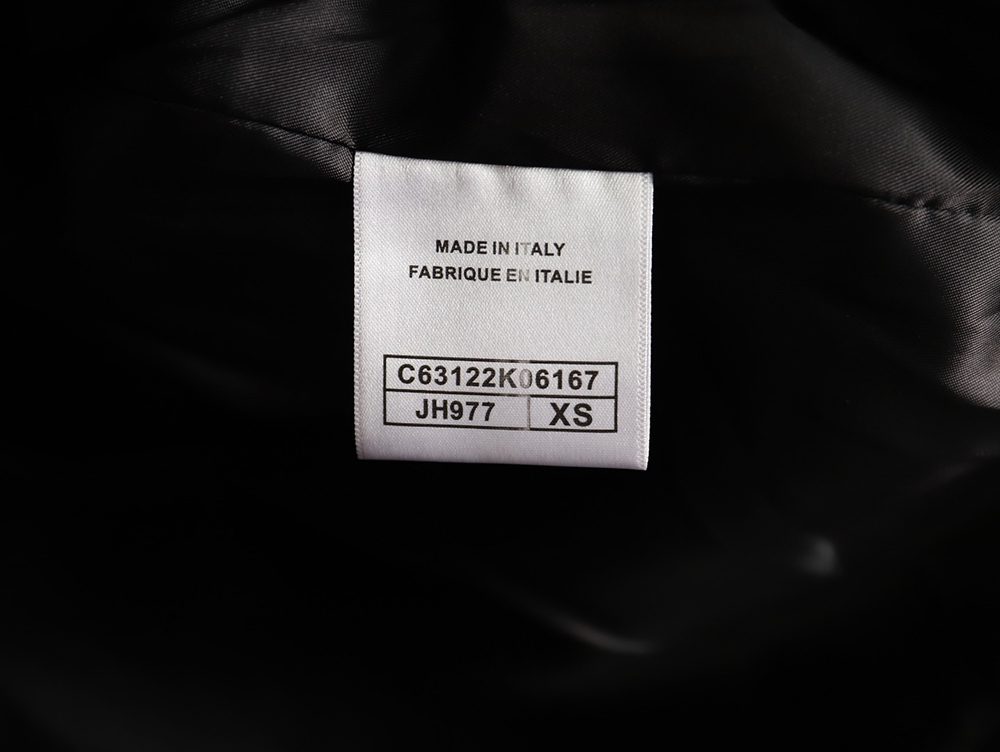 MADE IN ITALY
FABRIQUE EN ITALIE
C63122K06167
JH977 XS